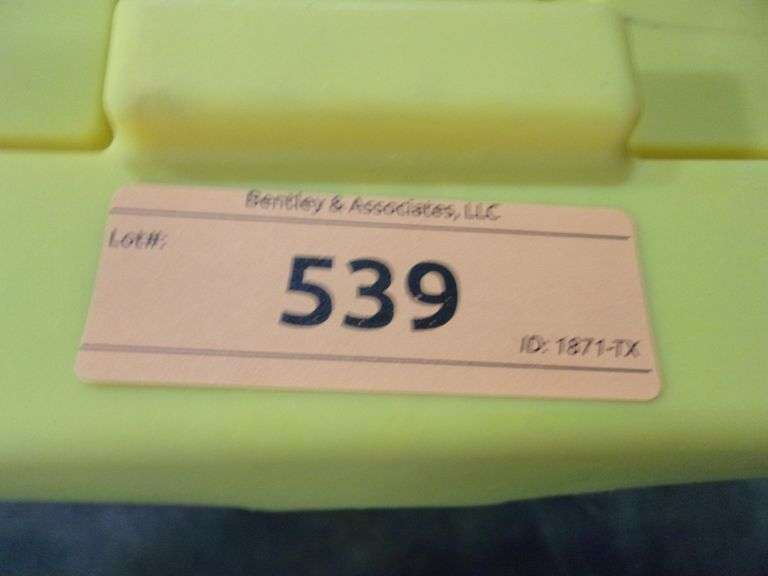 Bentley & Associates, LLC
Lot#:
539
ID: 1871-TX